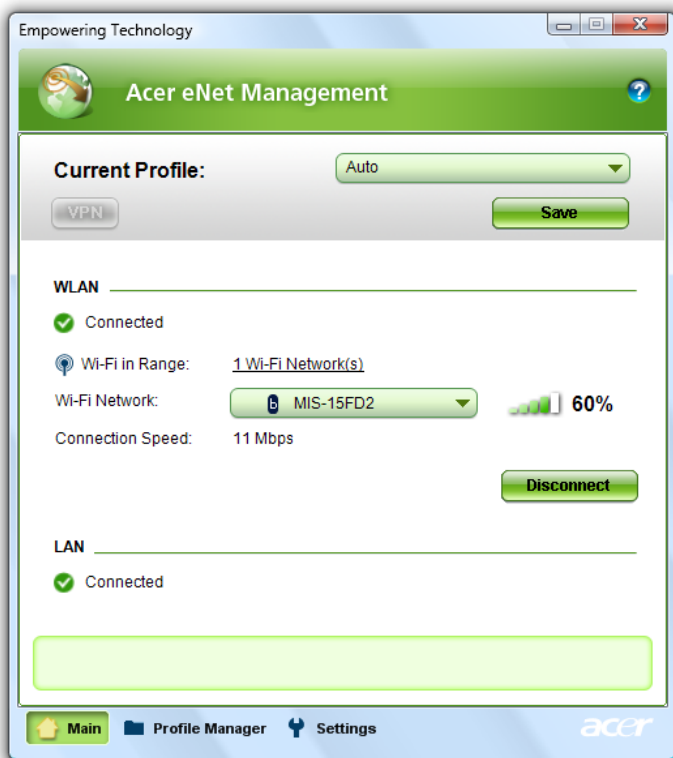 Empowering Technology
Acer eNet Management
?
Current Profile:
Auto
VPN
Save
WLAN
Connected
Wi-Fi in Range:
1 Wi-Fi Network(s)
Wi-Fi Network:
b MIS-15FD2
60%
Connection Speed:
11 Mbps
Disconnect
LAN
Connected
Main
Profile Manager
Settings
acer